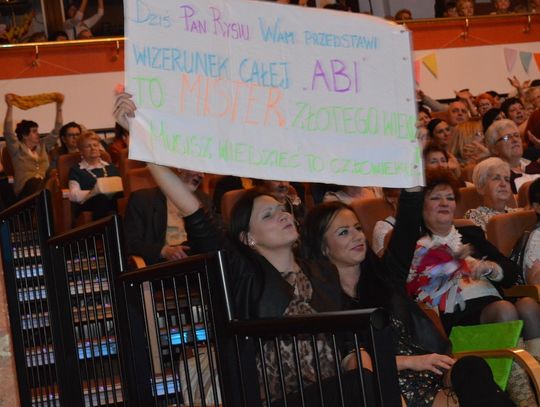 DZIŚ PAN RYSIU WAM PRZEDSTAWI
WIZERUNEK CAŁEJ ABI
TO MISTER ZŁOTEGO WIEKU
MUSISZ WIEDZIEĆ TO CZŁOWIEKU